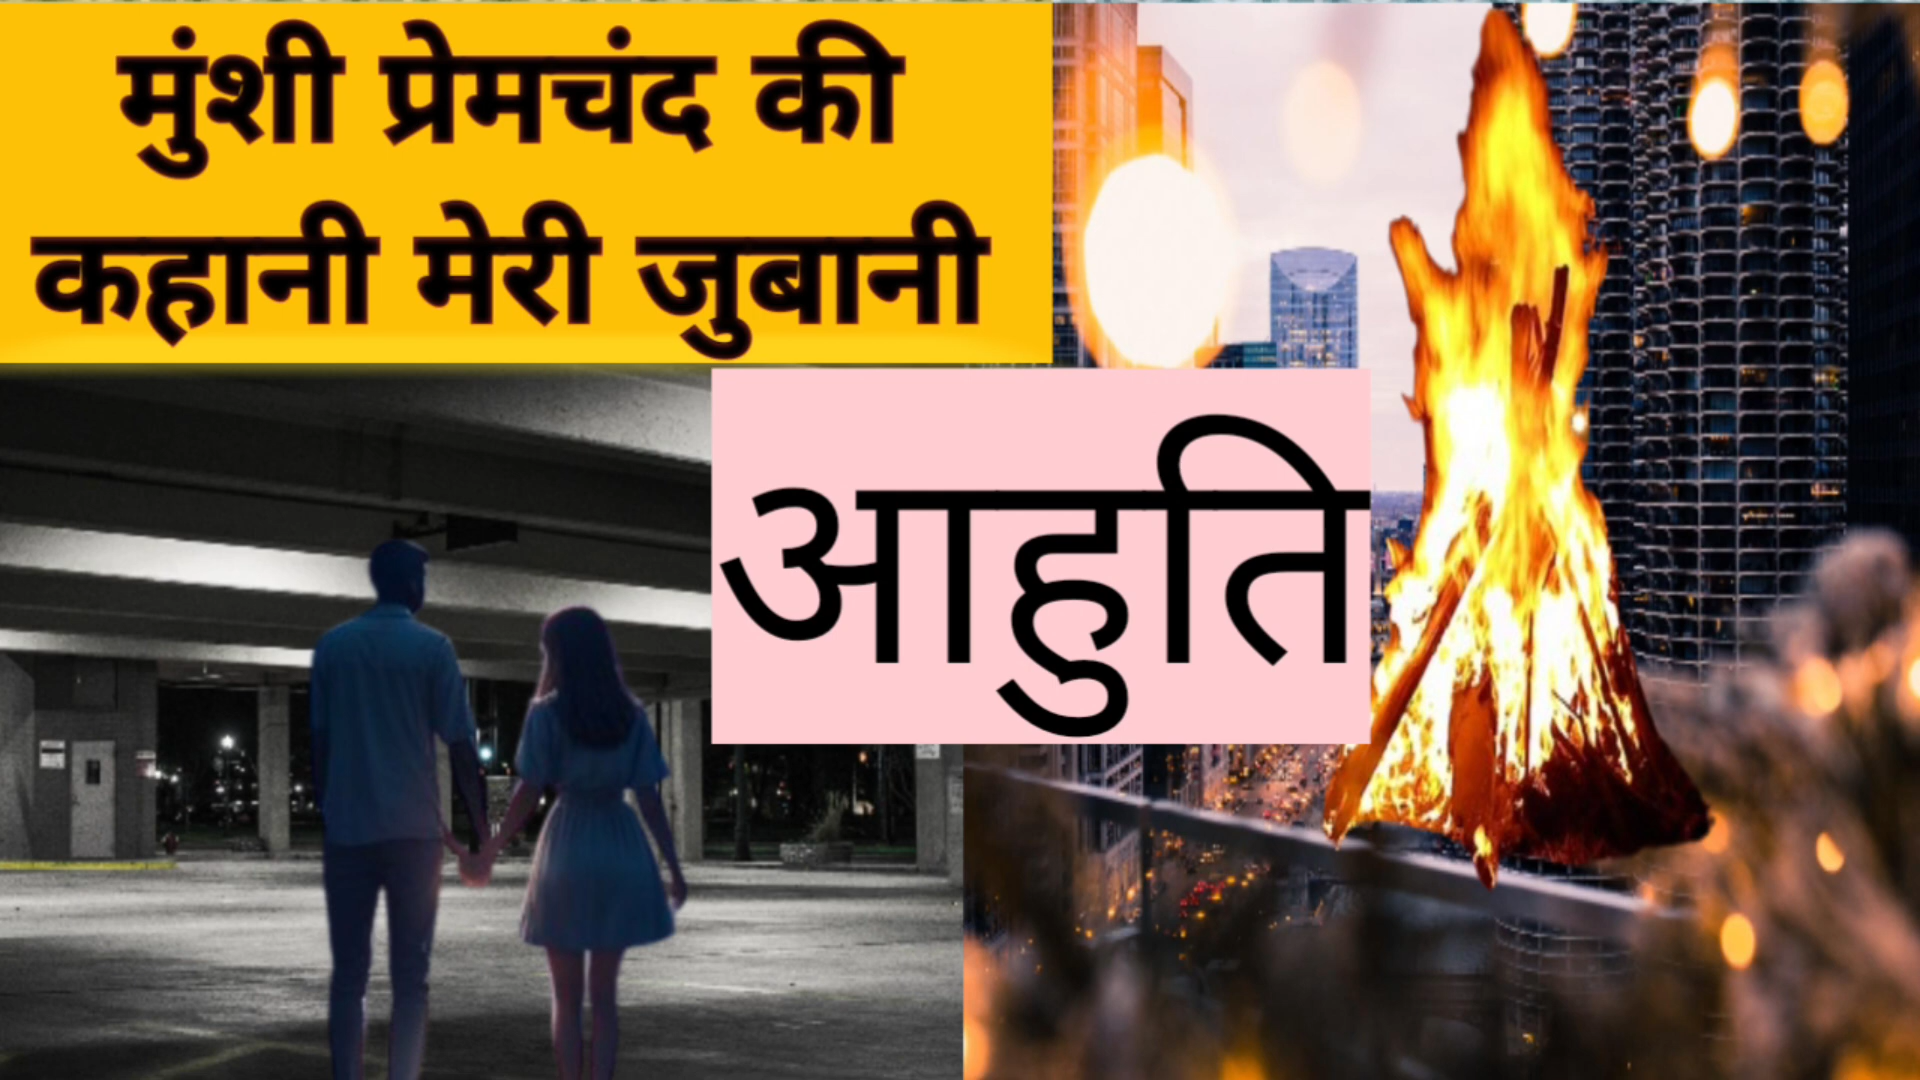 मुंशी प्रेमचंद की
कहानी मेरी जुबानी
आहुति